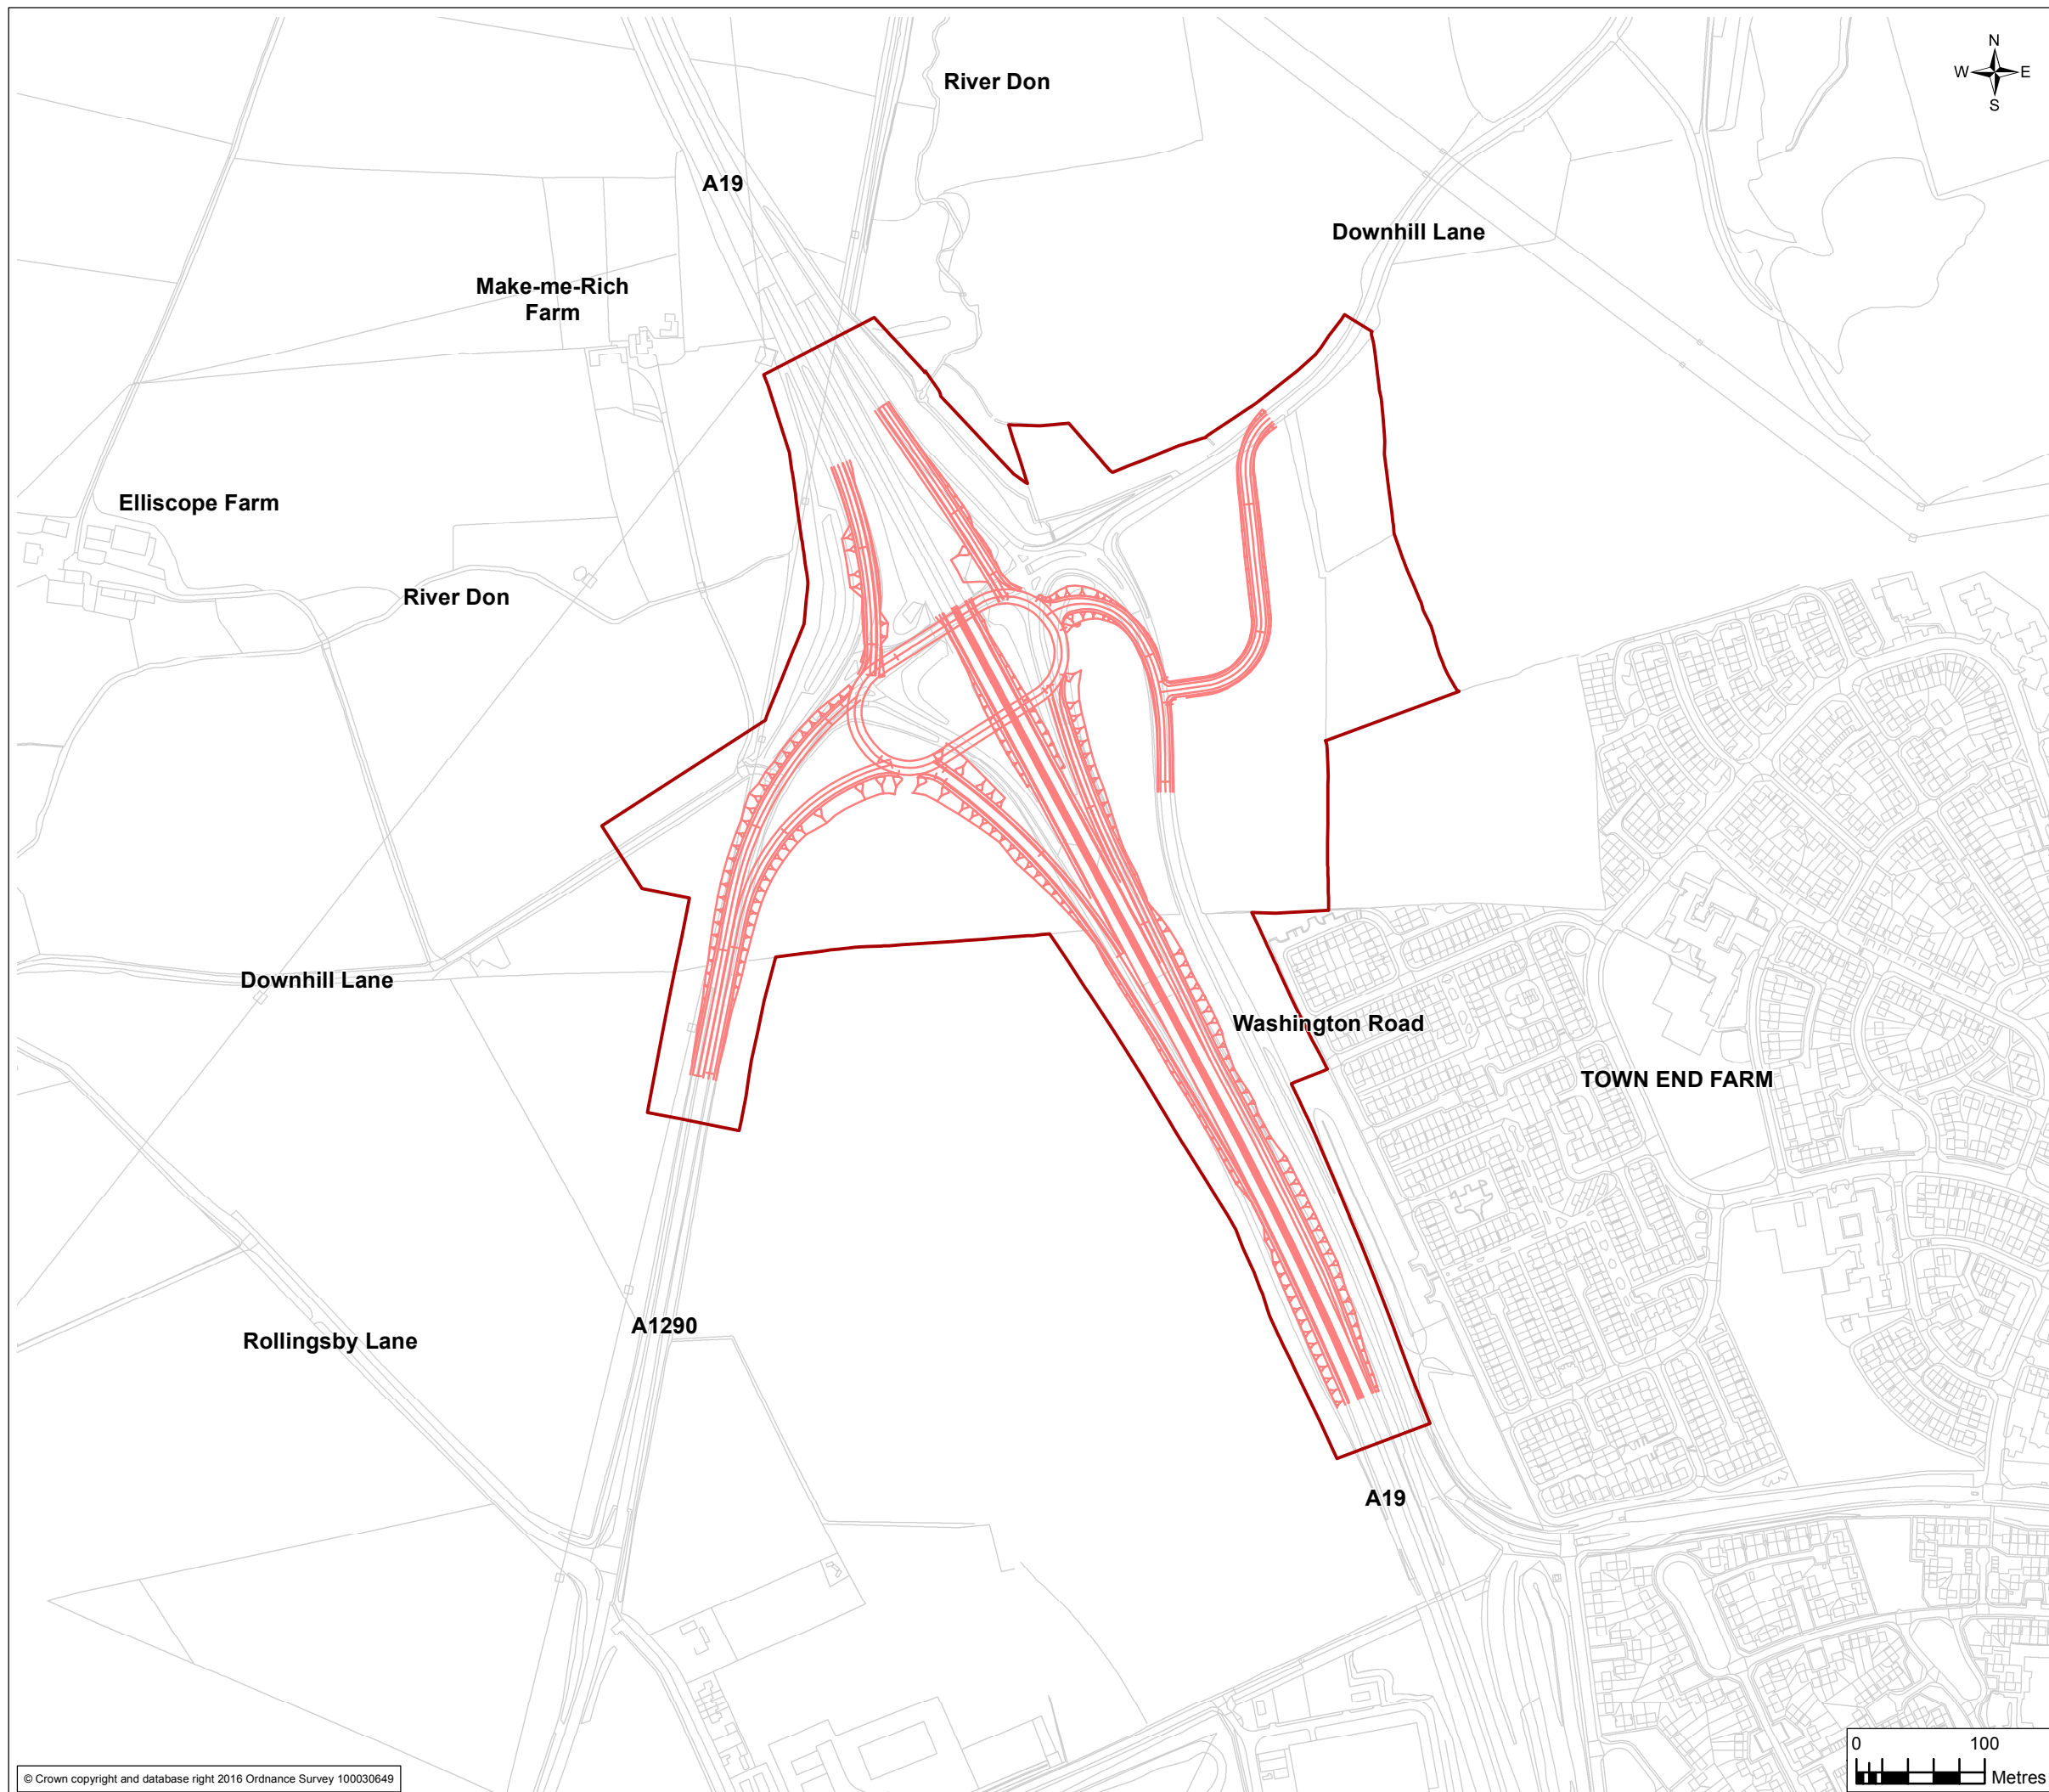 N
W E
S
River Don
A19
Downhill Lane
Make-me-Rich
Farm
Elliscope Farm
River Don
Downhill Lane
Washington Road
TOWN END FARM
A1290
Rollingsby Lane
A19
0 100
Metres
© Crown copyright and database right 2016 Ordnance Survey 100030649